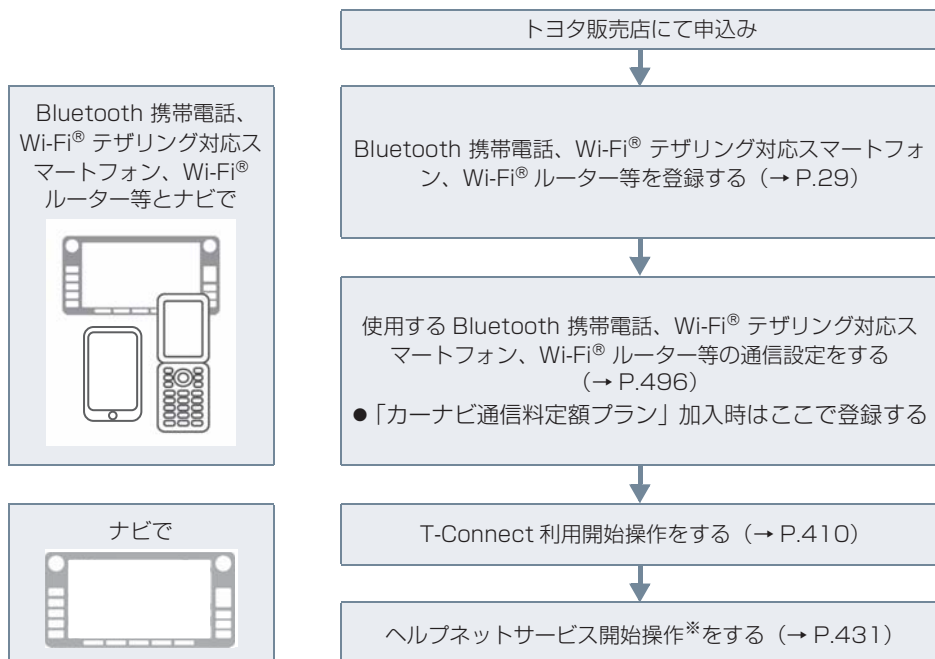 トヨタ販売店にて申込み
Bluetooth 携帯電話、
Wi-Fi® テザリング対応ス
マートフォン、Wi-Fi®
ルーター等とナビで
Bluetooth 携帯電話、Wi-Fi® テザリング対応スマートフォ
ン、Wi-Fi® ルーター等を登録する（→ P.29）
使用する Bluetooth 携帯電話、Wi-Fi® テザリング対応ス
マートフォン、Wi-Fi® ルーター等の通信設定をする
（→ P.496）
●「カーナビ通信料定額プラン」加入時はここで登録する
ナビで
T-Connect 利用開始操作をする（→ P.410）
ヘルプネットサービス開始操作※をする（→ P.431）